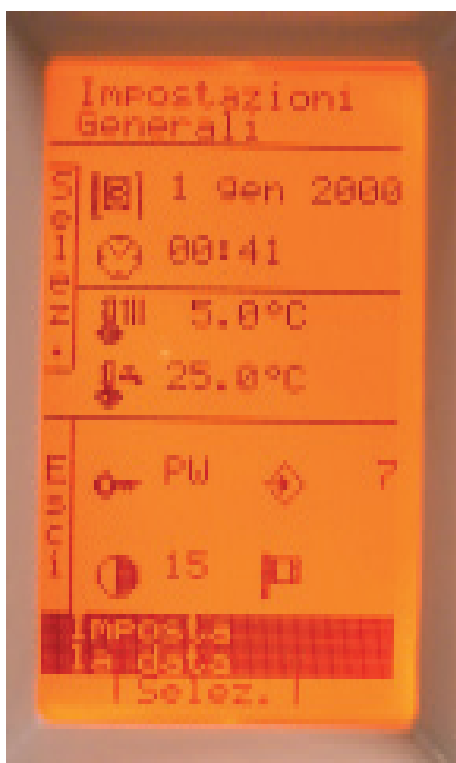 Impostazioni
Generali
Selez.
1 Gen 2000
00:41
5.0°C
25.0°C
Esci
PW
7
15
Imposta
la data
Selez.